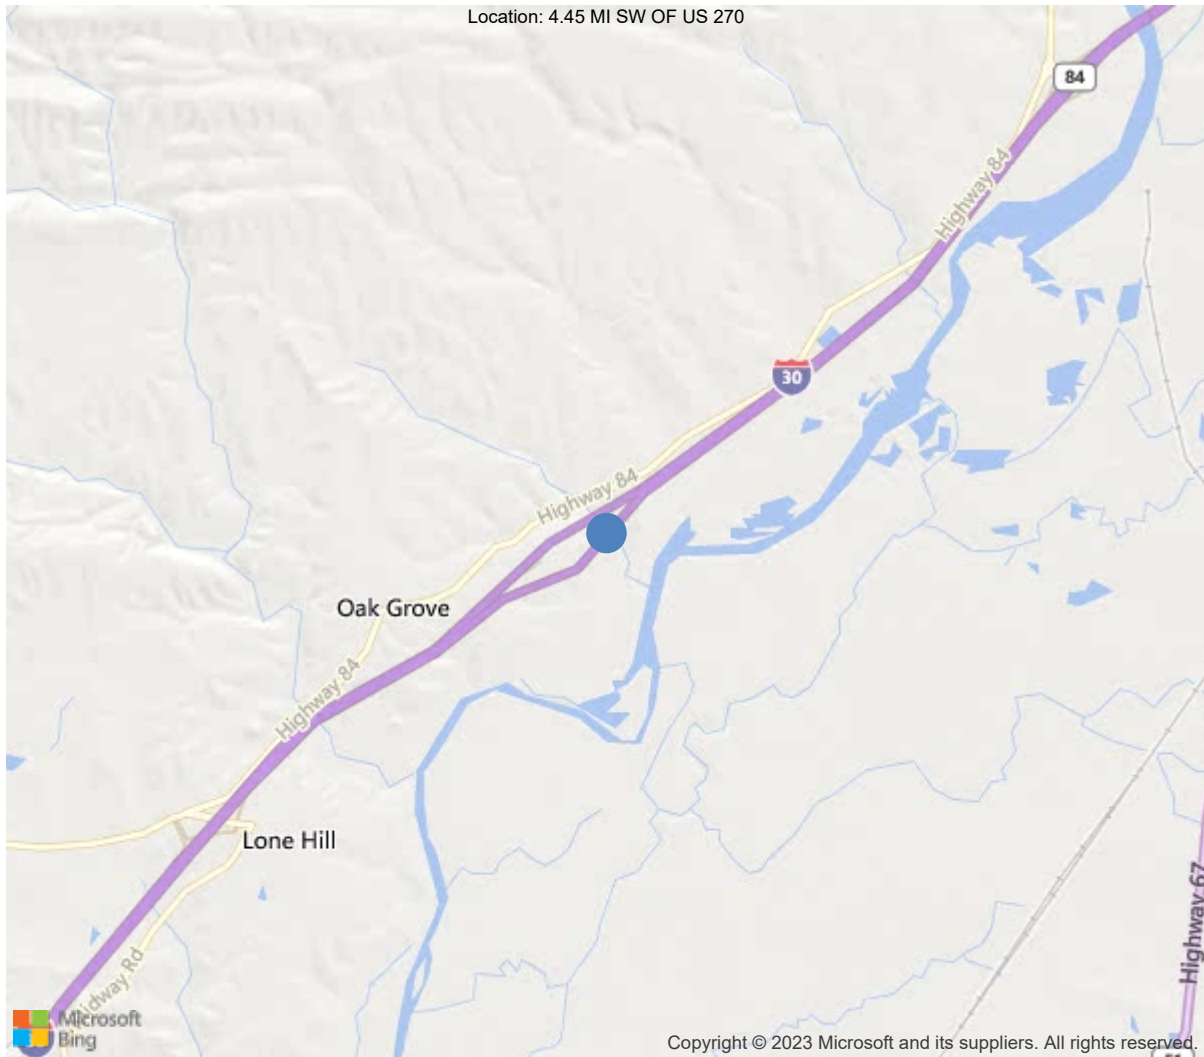 Location: 4.45 MI SW OF US 270
84
Highway 84
30
Highway 84
Oak Grove
Highway 84
Lone Hill
Highway 67
idway Rd
Microsoft
Bing
Copyright © 2023 Microsoft and its suppliers. All rights reserved.